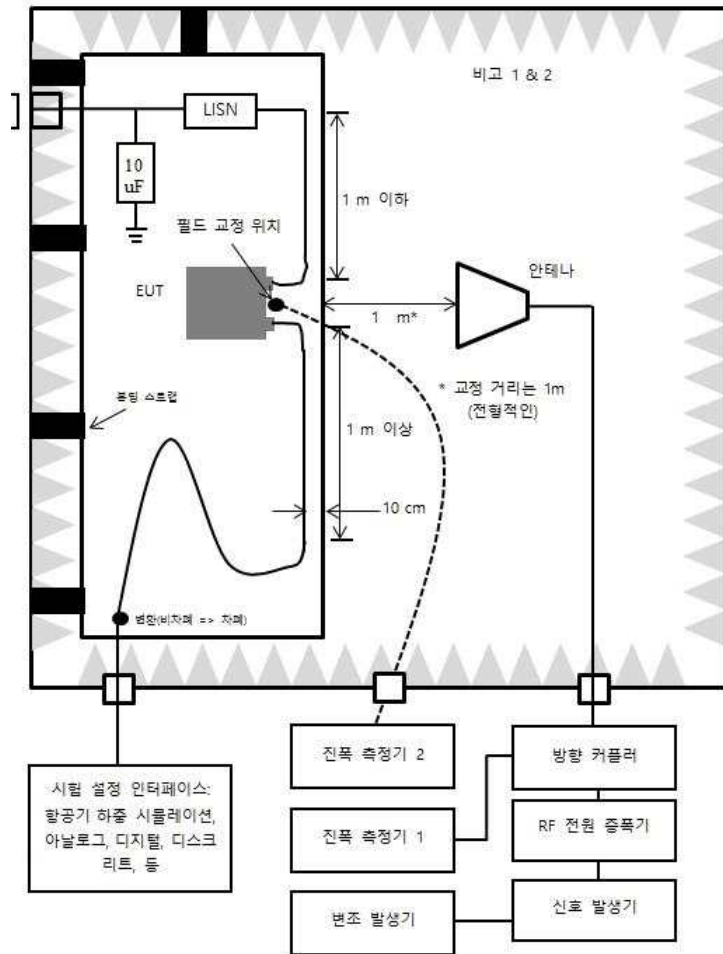 비고 1 & 2
LISN
10
uF
1 m 이하
필드 교정 위치
EUT
안테나
1 m*
* 교정 거리는 1m
(전형적인)
본딩 스트랩
1 m 이상
10 cm
변환(비차폐 => 차폐)
진폭 측정기 2
방향 커플러
시험 설정 인터페이스:
항공기 하중 시뮬레이션,
아날로그, 디지털, 디스크
리트, 등
진폭 측정기 1
RF 전원 증폭기
변조 발생기
신호 발생기